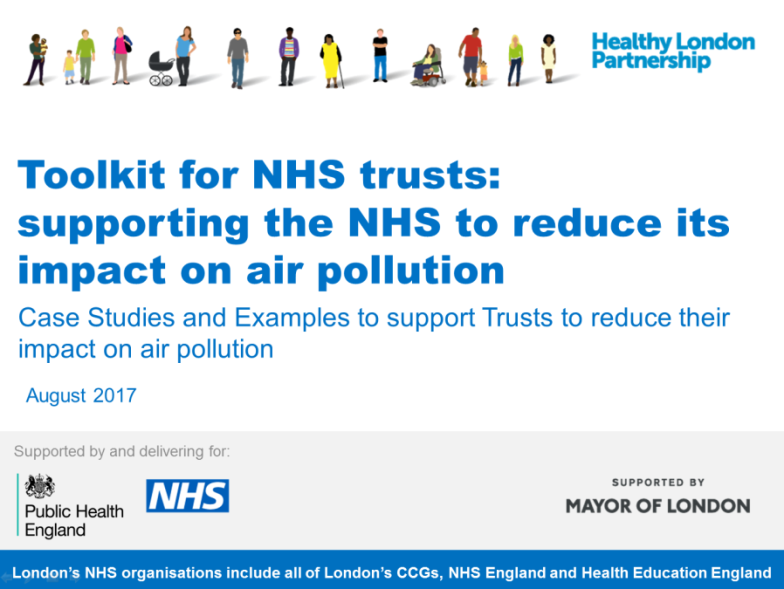 Healthy London
Partnership
Toolkit for NHS trusts:
supporting the NHS to reduce its
impact on air pollution
Case Studies and Examples to support Trusts to reduce their
impact on air pollution
August 2017
Supported by and delivering for:
Public Health
England
NHS
SUPPORTED BY
MAYOR OF LONDON
London's NHS organisations include all of London's CCGs, NHS England and Health Education England